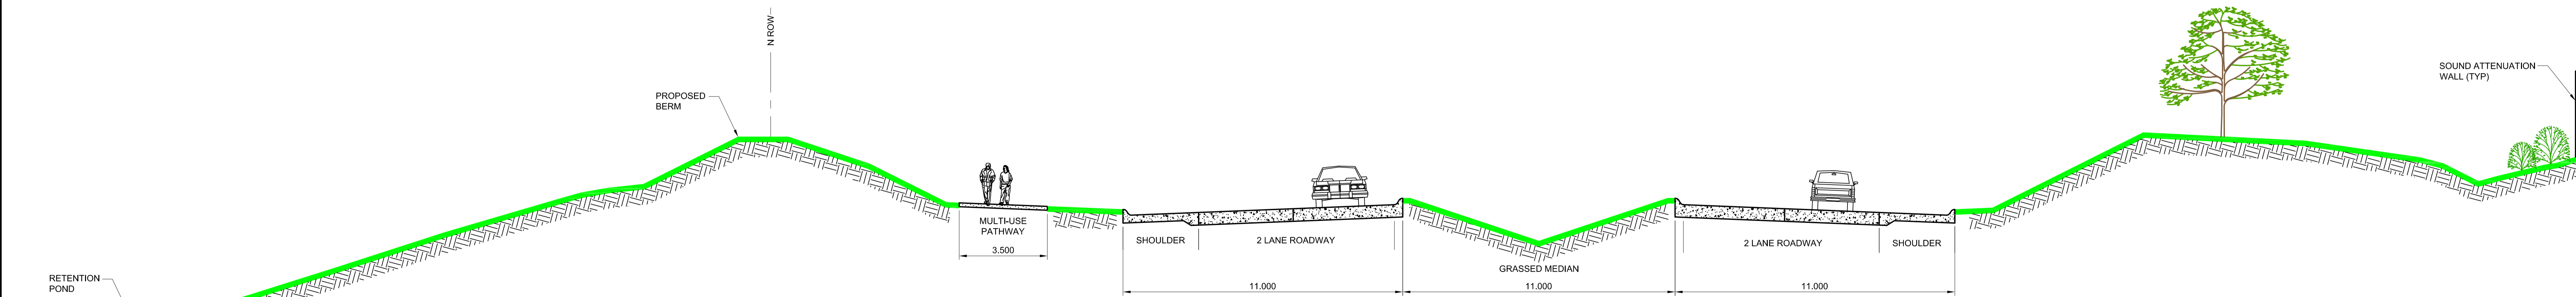 N ROW
PROPOSED
BERM
SOUND ATTENUATION
WALL (TYP)
MULTI-USE
PATHWAY
3.500
SHOULDER
2 LANE ROADWAY
GRASSED MEDIAN
2 LANE ROADWAY
SHOULDER
RETENTION
POND
11.000
11.000
11.000